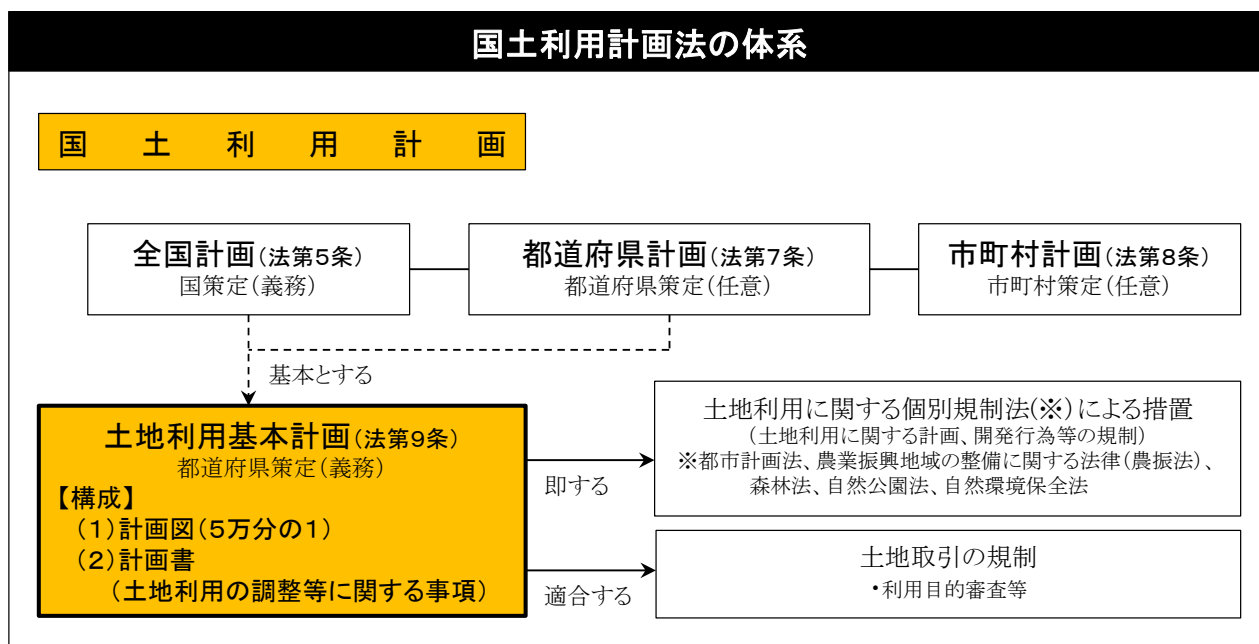 国土利用計画法の体系
国土利用計画
全国計画(法第5条)
国策定(義務)
都道府県計画(法第7条)
都道府県策定(任意)
市町村計画(法第8条)
市町村策定(任意)
基本とする
土地利用基本計画(法第9条)
都道府県策定(義務)
【構成】
(1)計画図(5万分の1)
(2)計画書
(土地利用の調整等に関する事項)
即する
土地利用に関する個別規制法(※)による措置
(土地利用に関する計画、開発行為等の規制)
※都市計画法、農業振興地域の整備に関する法律(農振法)、
森林法、自然公園法、自然環境保全法
適合する
土地取引の規制
・利用目的審査等